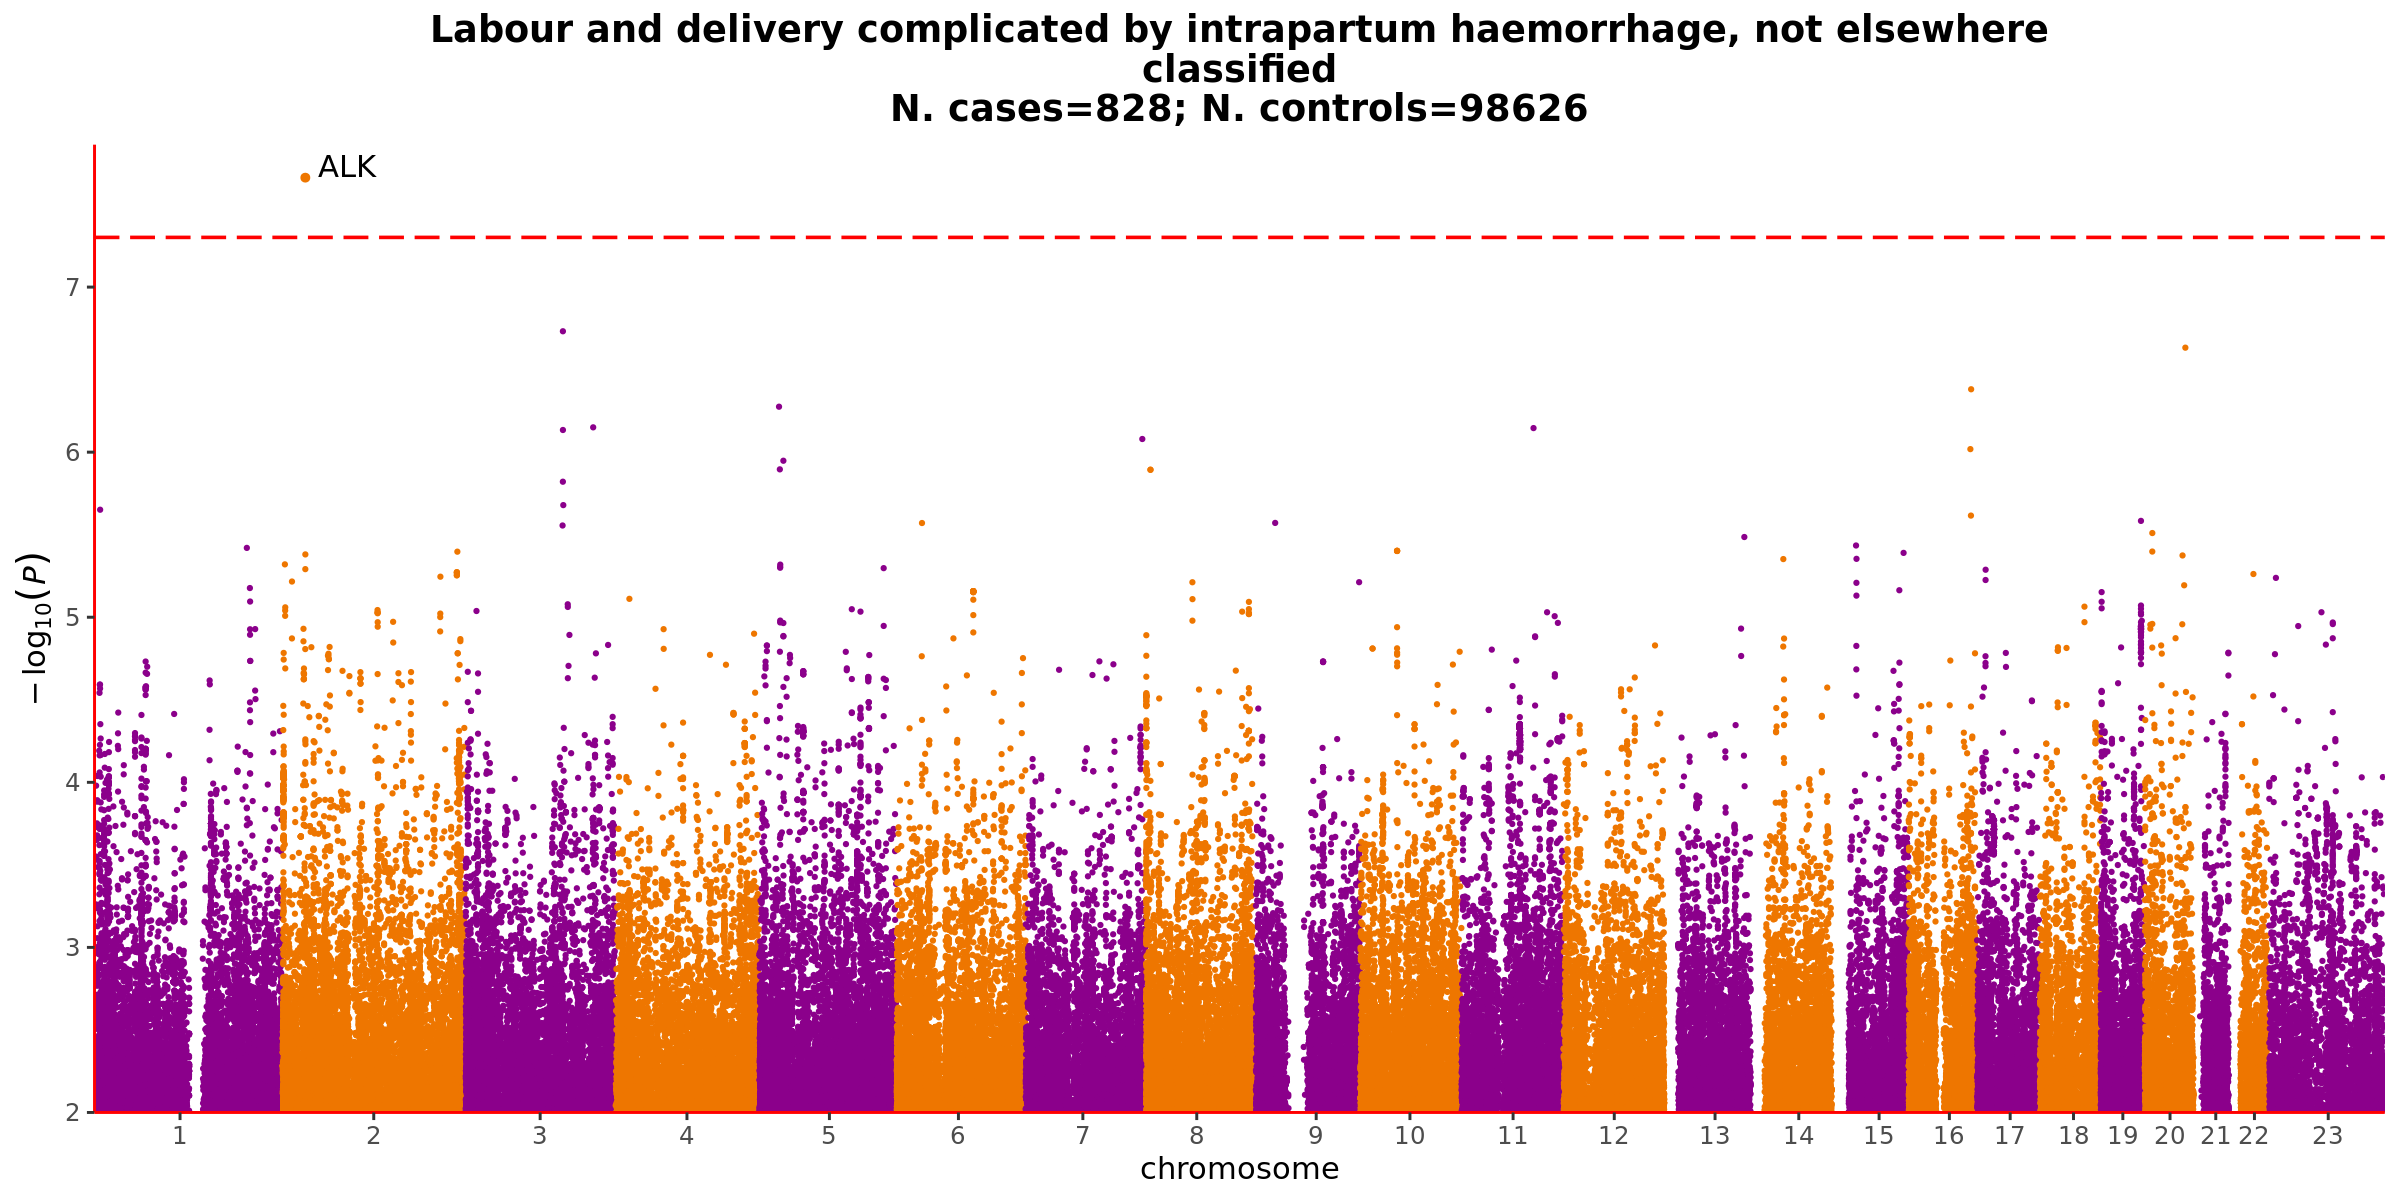 Labour and delivery complicated by intrapartum haemorrhage, not elsewhere
classified
N. cases=828; N. controls=98626
ALK
7
6
5
4
3
2
−log₁₀(P)
1 2 3 4 5 6 7 8 9 10 11 12 13 14 15 16 17 18 19 20 21 22 23
chromosome